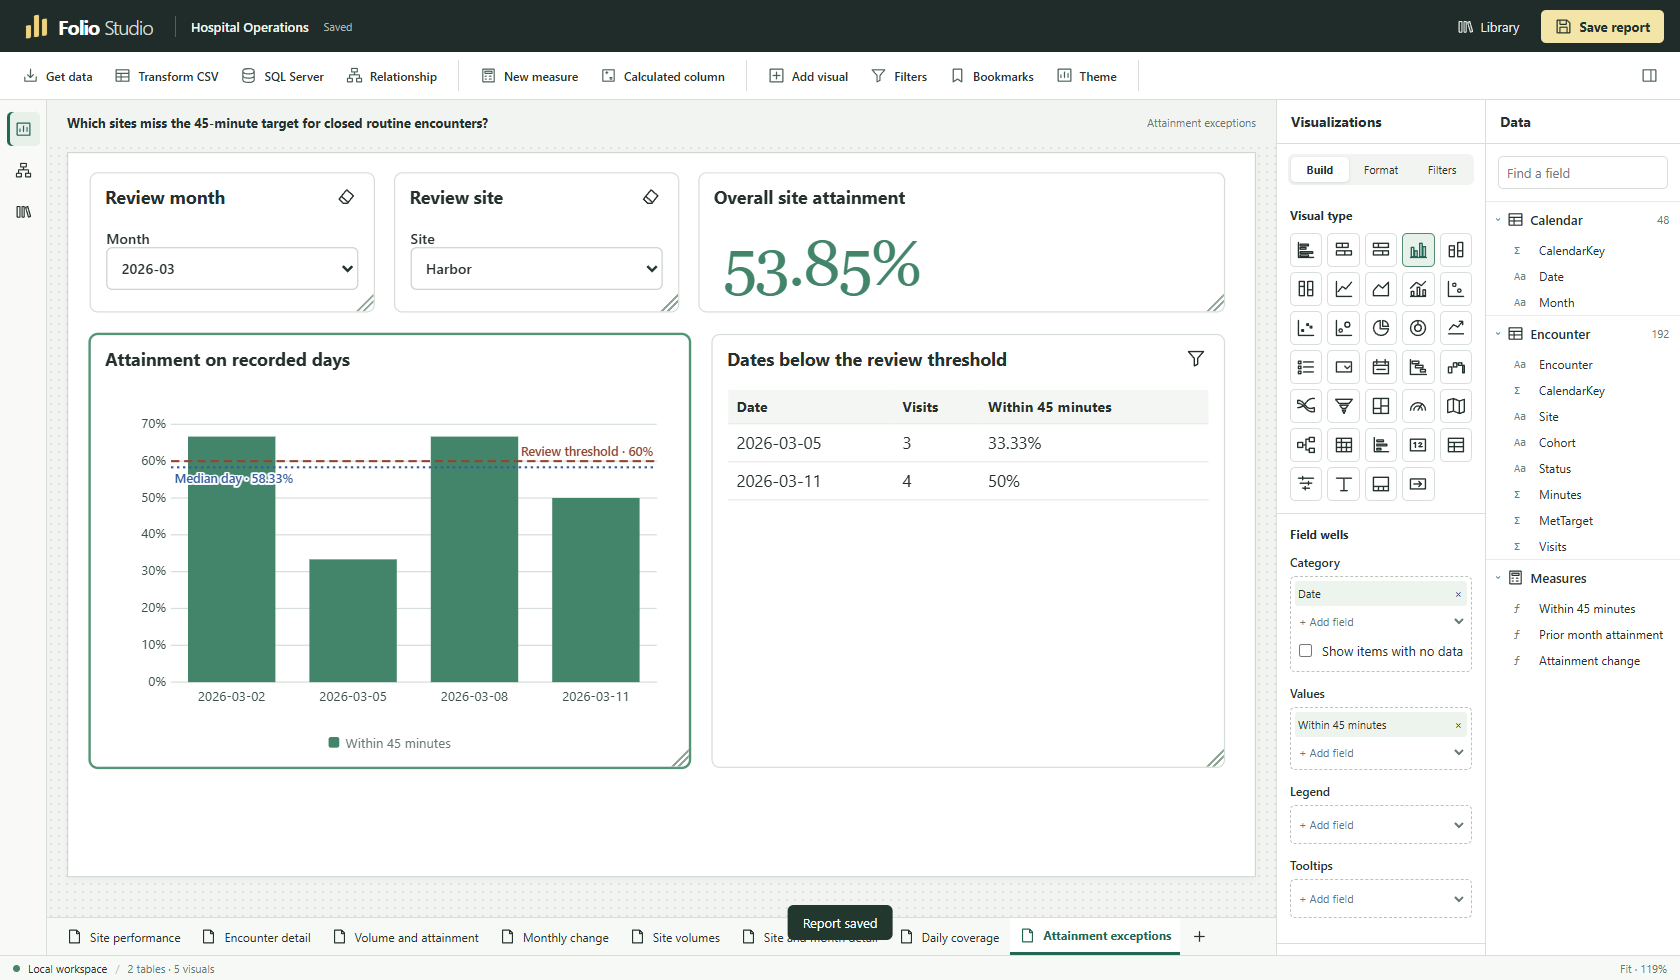 Folio Studio
Hospital Operations
Saved
Library
Save report
Get data
Transform CSV
SQL Server
Relationship
New measure
Calculated column
Add visual
Filters
Bookmarks
Theme
Which sites miss the 45-minute target for closed routine encounters?
Attainment exceptions
Review month
Month
2026-03
Review site
Site
Harbor
Overall site attainment
53.85%
Attainment on recorded days
70%
60%
50%
40%
30%
20%
10%
0%
Review threshold · 60%
Median day · 58.33%
2026-03-02
2026-03-05
2026-03-08
2026-03-11
Within 45 minutes
Dates below the review threshold
Date Visits Within 45 minutes
2026-03-05 3 33.33%
2026-03-11 4 50%
Visualizations
Build
Format
Filters
Visual type
Field wells
Category
Date ×
+ Add field
Show items with no data
Values
Within 45 minutes ×
+ Add field
Legend
+ Add field
Tooltips
+ Add field
Data
Find a field
Calendar 48
Σ CalendarKey
Aa Date
Aa Month
Encounter 192
Aa Encounter
Σ CalendarKey
Aa Site
Aa Cohort
Aa Status
Σ Minutes
Σ MetTarget
Σ Visits
Measures
f Within 45 minutes
f Prior month attainment
f Attainment change
Site performance
Encounter detail
Volume and attainment
Monthly change
Site volumes
Site and month detail
Daily coverage
Attainment exceptions
+
Report saved
Local workspace / 2 tables · 5 visuals
Fit · 119%